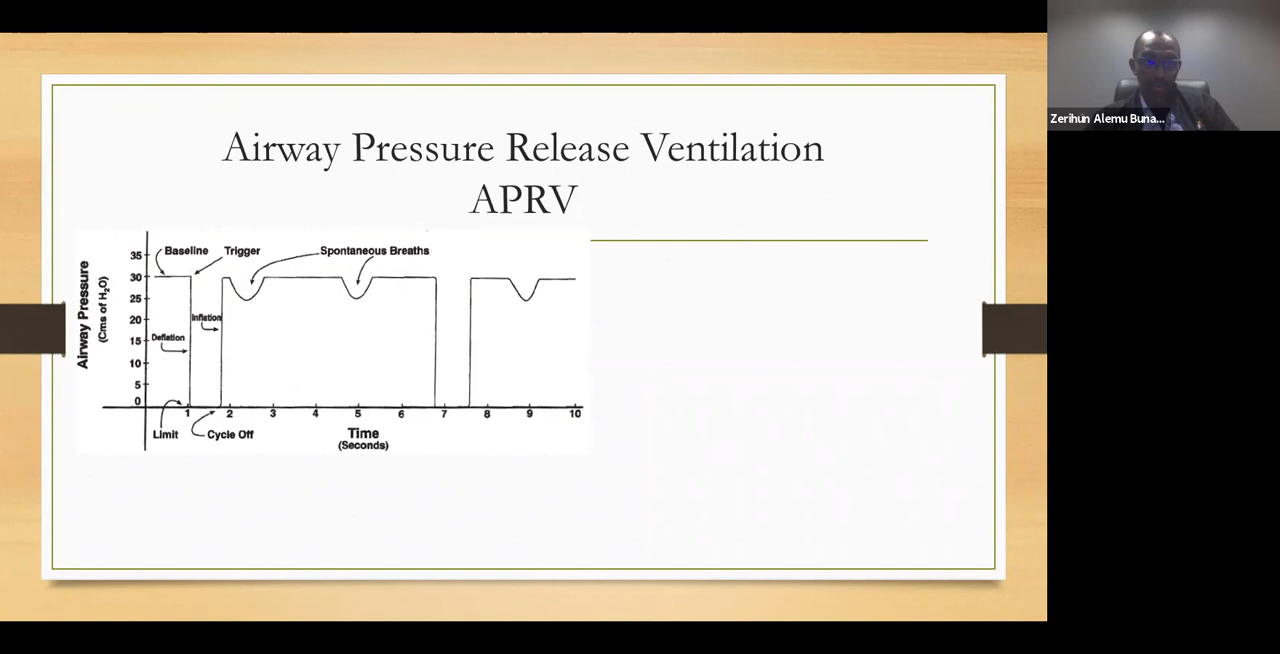 Zerihun Alemu Buna...
Airway Pressure Release Ventilation
APRV
Baseline
Trigger
Spontaneous Breaths
Airway Pressure
(Cms of H₂O)
35
30
25
20
15
10
5
0
Inflation
Deflation
1 2 3 4 5 6 7 8 9 10
Limit
Cycle Off
Time
(Seconds)